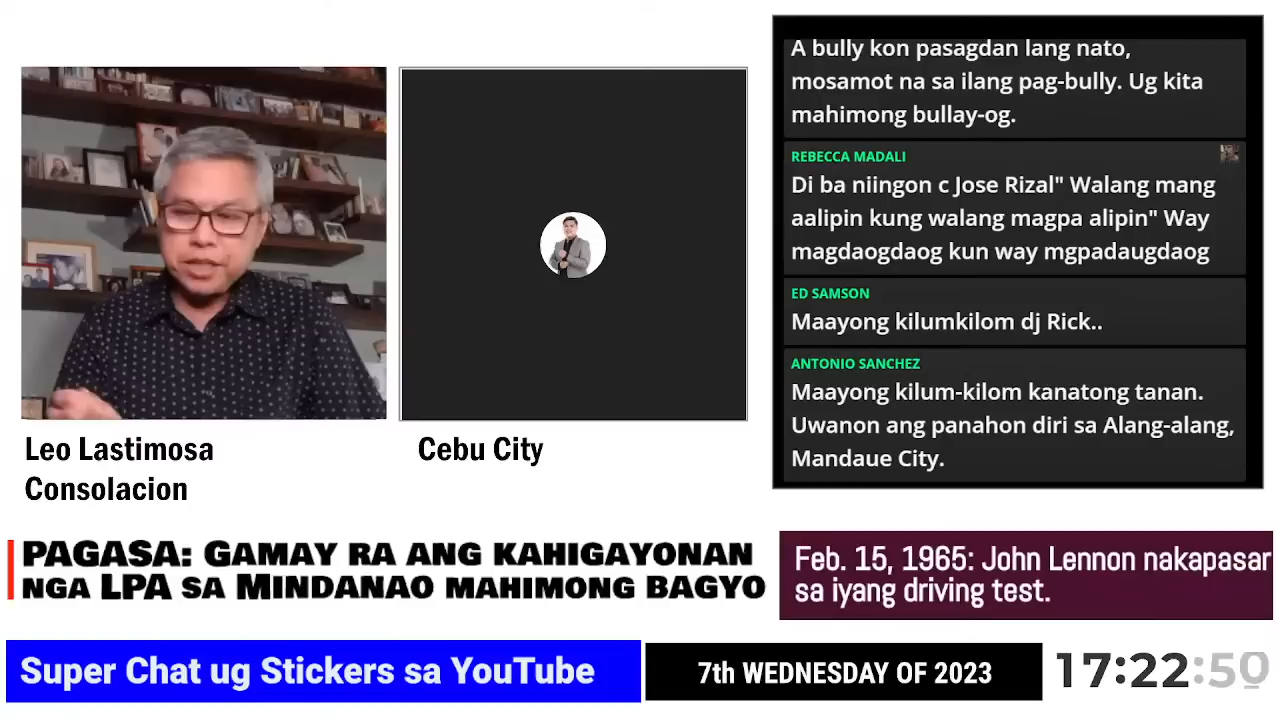 A bully kon pasagdan lang nato,
mosamot na sa ilang pag-bully. Ug kita
mahimong bullay-og.
REBECCA MADALI
Di ba niingon c Jose Rizal" Walang mang
aalipin kung walang magpa alipin" Way
magdaogdaog kun way mgpadaugdaog
ED SAMSON
Maayong kilumkilom dj Rick..
ANTONIO SANCHEZ
Maayong kilum-kilom kanatong tanan.
Uwanon ang panahon diri sa Alang-alang,
Mandaue City.
Leo Lastimosa
Consolacion
Cebu City
PAGASA: GAMAY RA ANG KAHIGAYONAN
NGA LPA SA MINDANAO MAHIMONG BAGYO
Feb. 15, 1965: John Lennon nakapasar
sa iyang driving test.
Super Chat ug Stickers sa YouTube
7th WEDNESDAY OF 2023
17:22:50